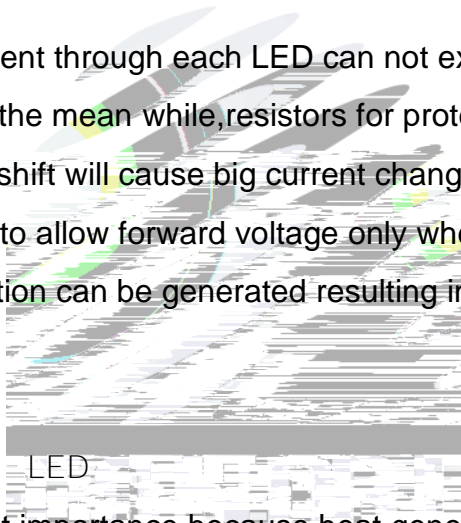 ent through each LED can not ex
the mean while,resistors for prote
shift will cause big current chang
to allow forward voltage only whe
tion can be generated resulting in
LED
t importance because heat gene